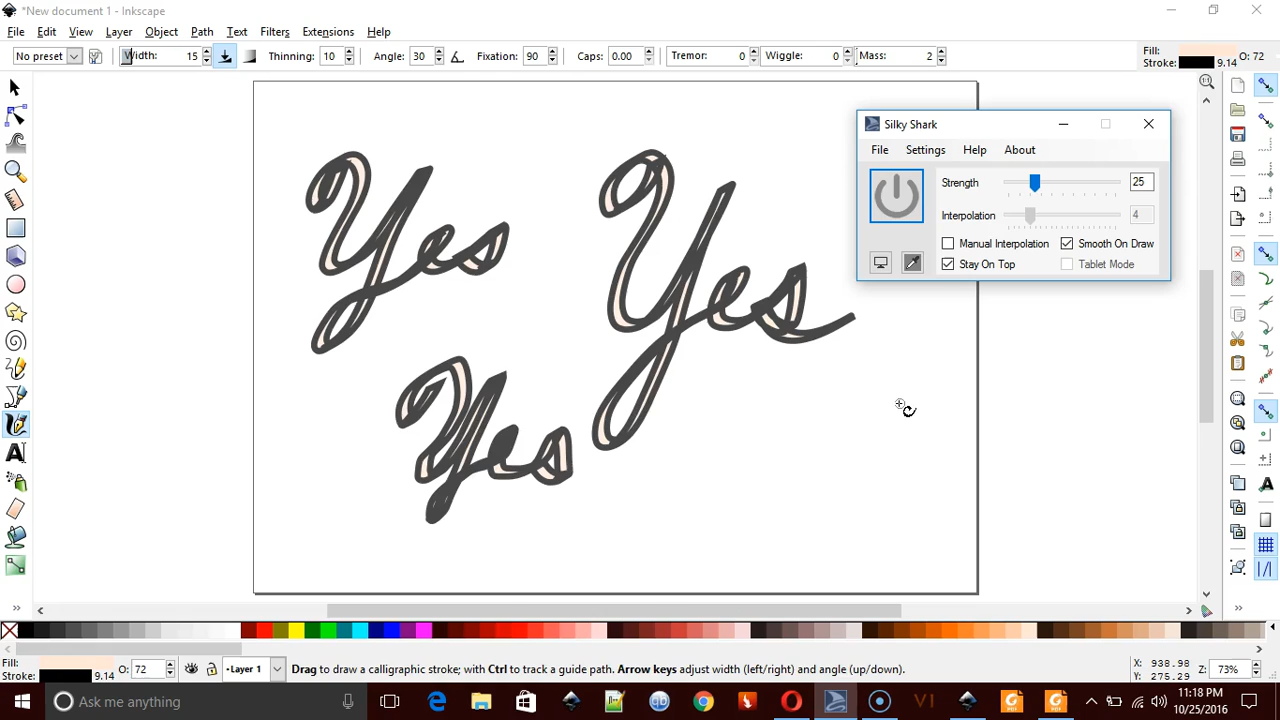 *New document 1 - Inkscape
File Edit View Layer Object Path Text Filters Extensions Help
No preset Width: 15 Thinning: 10 Angle: 30 Fixation: 90 Caps: 0.00 Tremor: 0 Wiggle: 0 Mass: 2 Fill:
Stroke: 9.14 O: 72
Silky Shark
File Settings Help About
Strength 25
Interpolation 4
Manual Interpolation Smooth On Draw
Stay On Top Tablet Mode
Yes
Yes
Yes
Fill: O: 72 Layer 1 Drag to draw a calligraphic stroke; with Ctrl to track a guide path. Arrow keys adjust width (left/right) and angle (up/down). X: 938.98 Z: 73%
Stroke: 9.14 Y: 275.29
Ask me anything 11:18 PM
10/25/2016